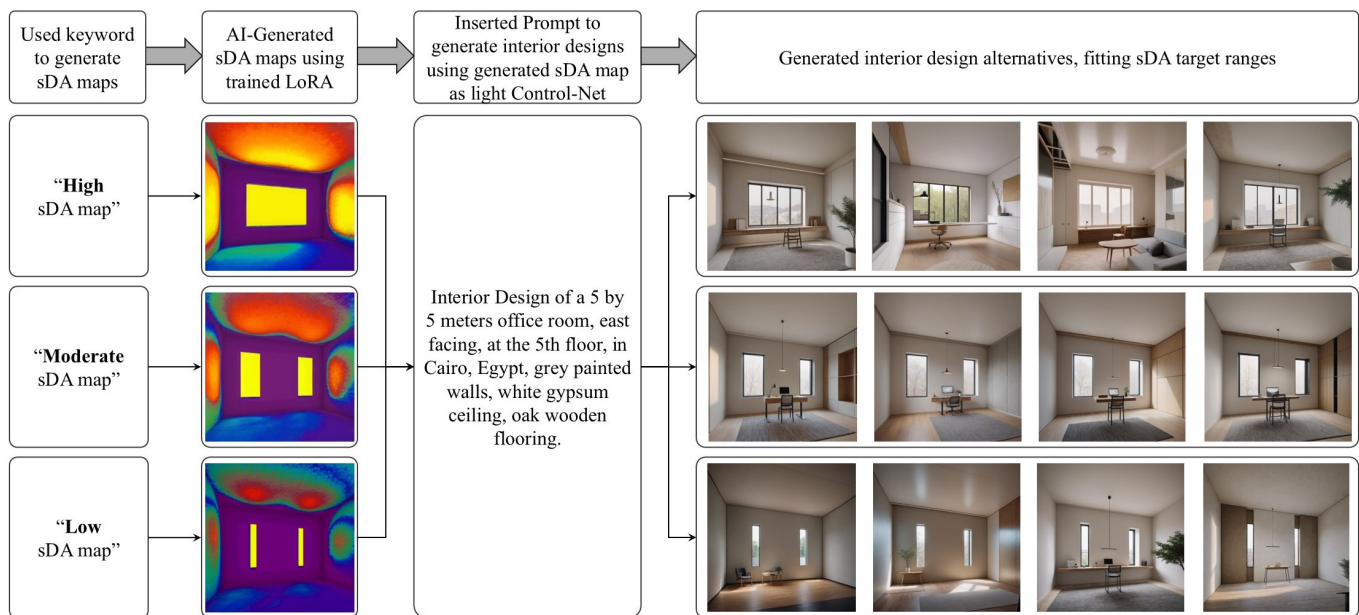 Used keyword
to generate
sDA maps
AI-Generated
sDA maps using
trained LoRA
Inserted Prompt to
generate interior designs
using generated sDA map
as light Control-Net
Generated interior design alternatives, fitting sDA target ranges
“High
sDA map”
“Moderate
sDA map”
“Low
sDA map”
Interior Design of a 5 by
5 meters office room, east
facing, at the 5th floor, in
Cairo, Egypt, grey painted
walls, white gypsum
ceiling, oak wooden
flooring.